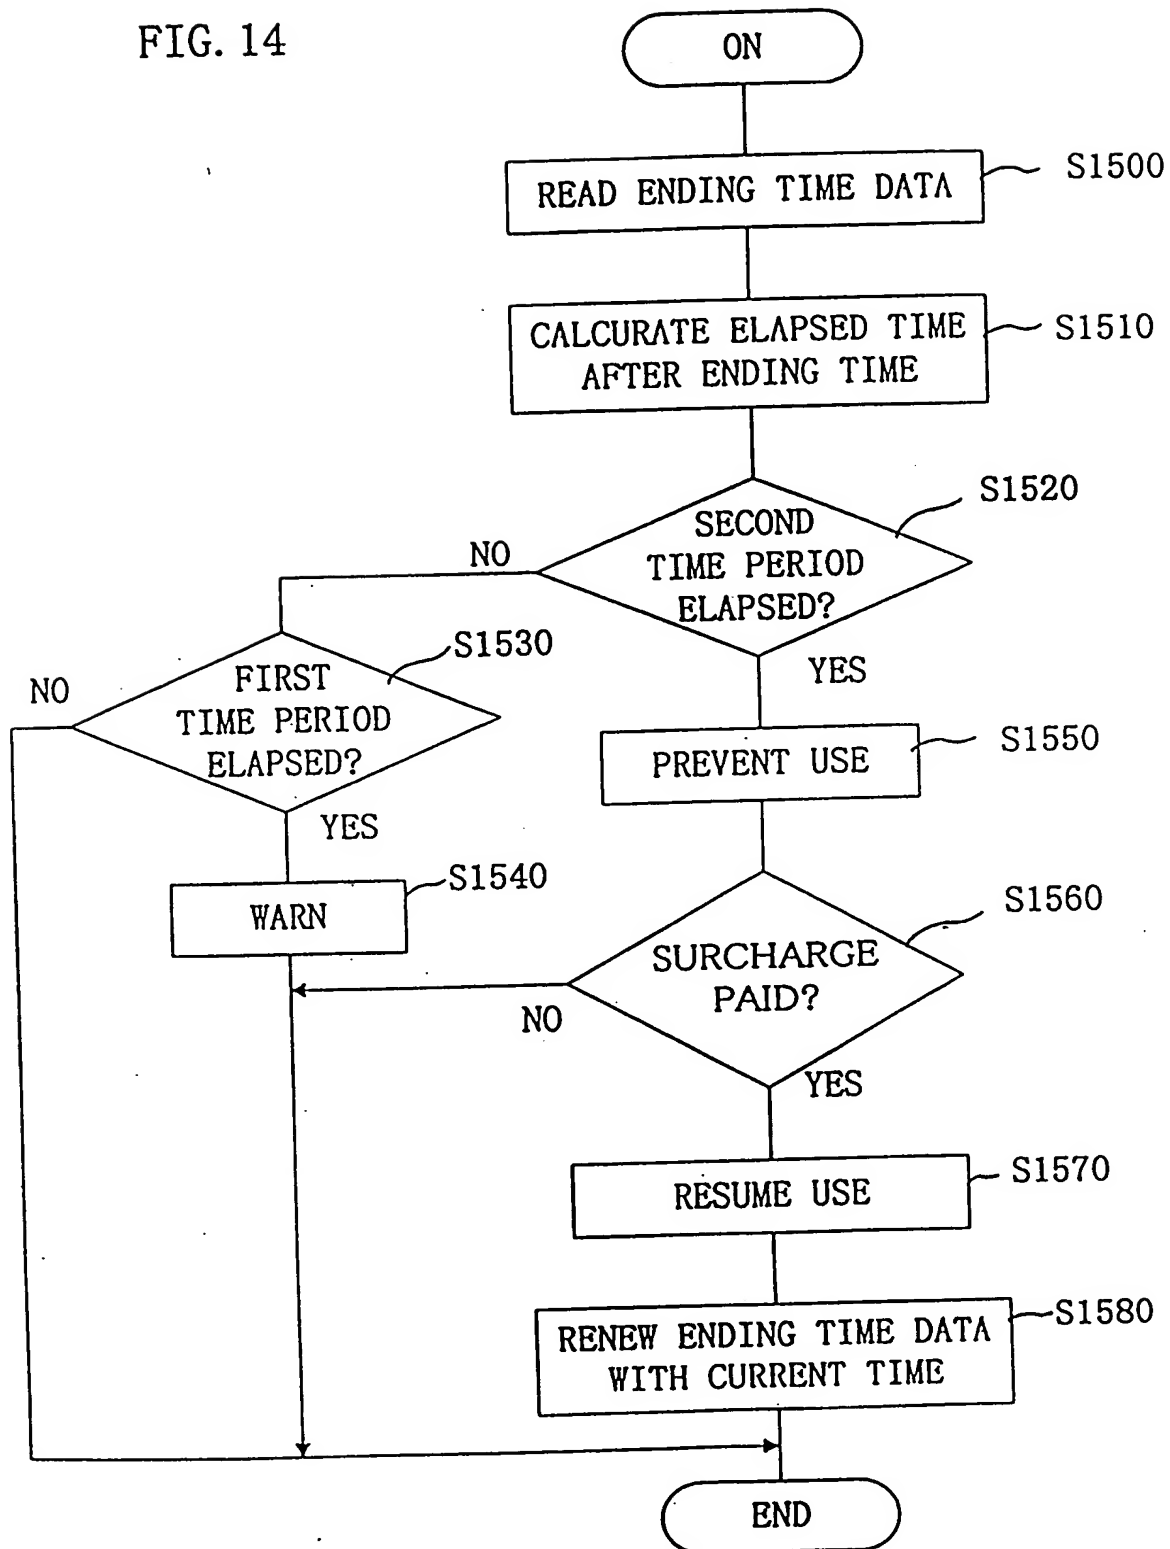 FIG. 14
ON
READ ENDING TIME DATA
S1500
CALCURATE ELAPSED TIME
AFTER ENDING TIME
S1510
SECOND
TIME PERIOD
ELAPSED?
S1520
NO
YES
FIRST
TIME PERIOD
ELAPSED?
S1530
NO
YES
PREVENT USE
S1550
WARN
S1540
SURCHARGE
PAID?
S1560
NO
YES
RESUME USE
S1570
RENEW ENDING TIME DATA
WITH CURRENT TIME
S1580
END